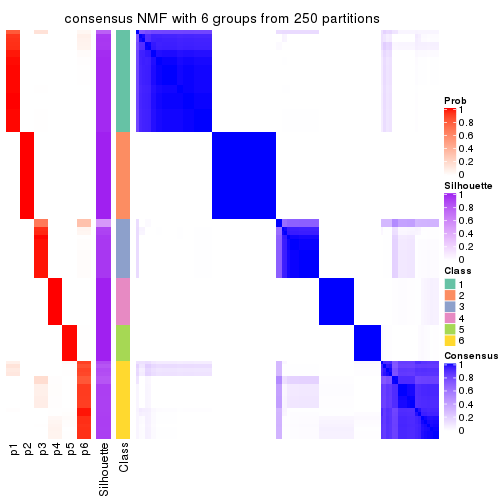 consensus NMF with 6 groups from 250 partitions
Prob
1
0.8
0.6
0.4
0.2
0
Silhouette
1
0.8
0.6
0.4
0.2
0
Class
1
2
3
4
5
6
Consensus
1
0.8
0.6
0.4
0.2
0
p1
p2
p3
p4
p5
p6
Silhouette
Class